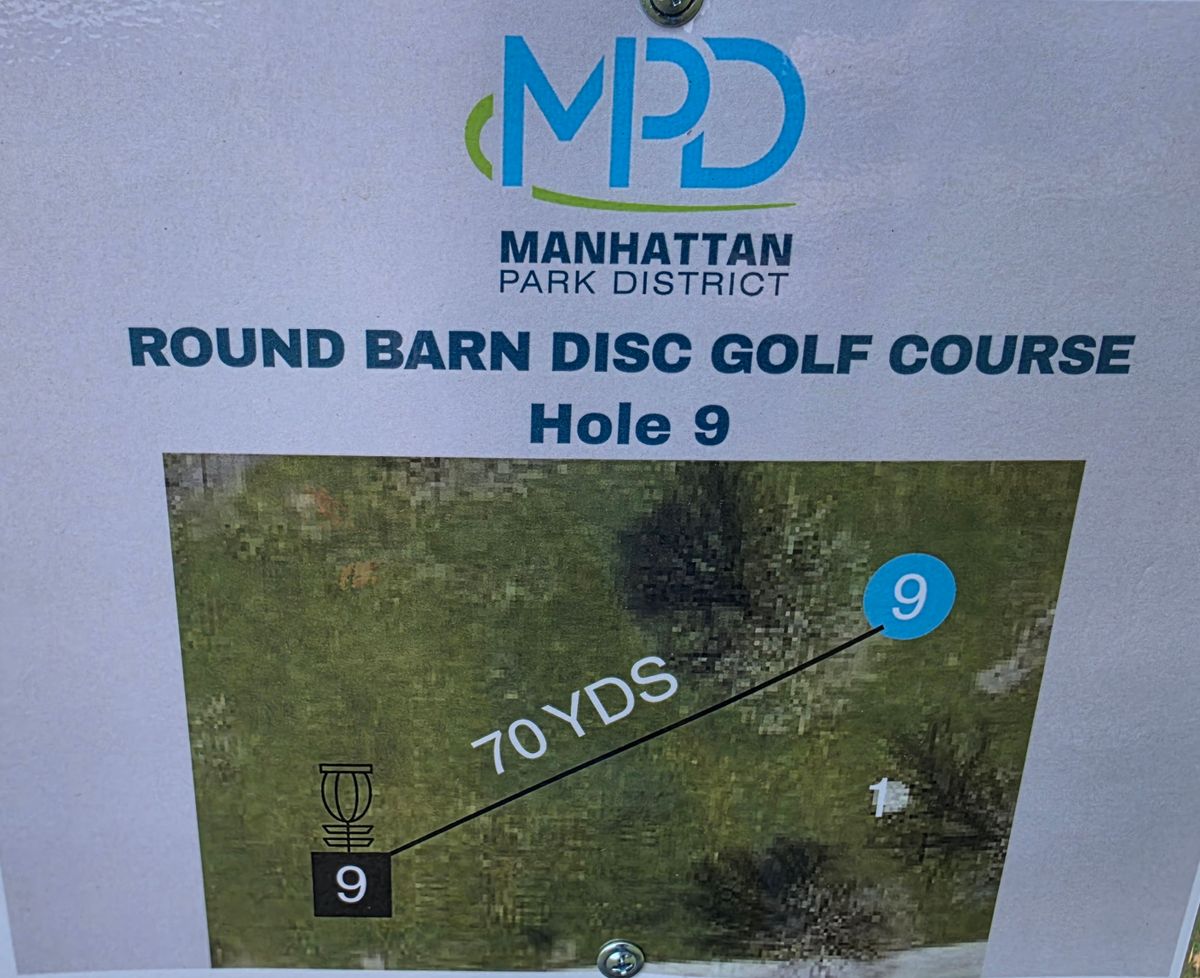 MPD
MANHATTAN
PARK DISTRICT
ROUND BARN DISC GOLF COURSE
Hole 9
9
70 YDS
1
9